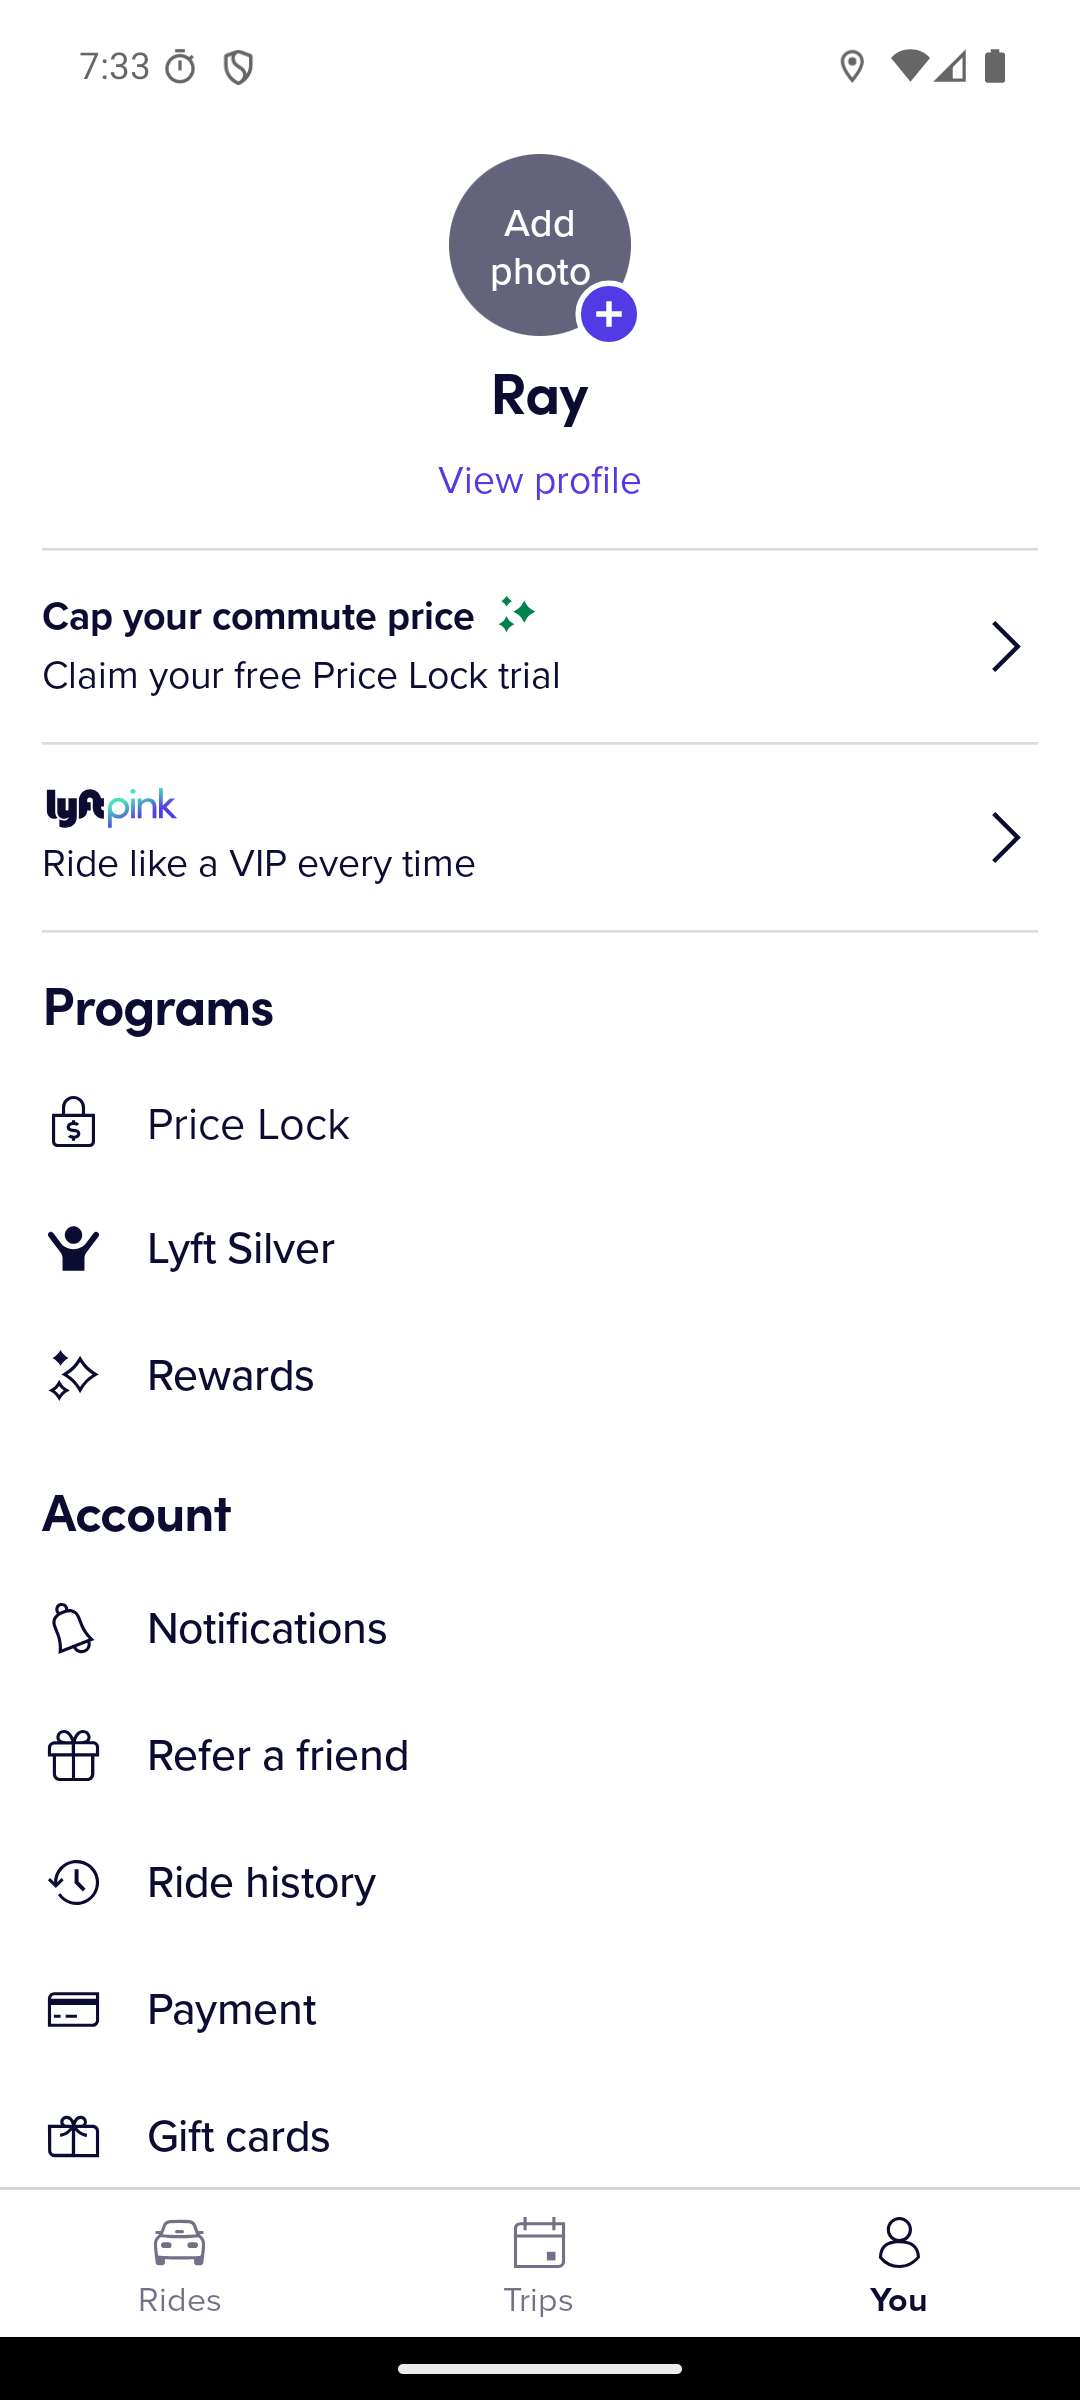 7:33
Add
photo
Ray
View profile
Cap your commute price
Claim your free Price Lock trial
lyft pink
Ride like a VIP every time
Programs
Price Lock
Lyft Silver
Rewards
Account
Notifications
Refer a friend
Ride history
Payment
Gift cards
Rides
Trips
You